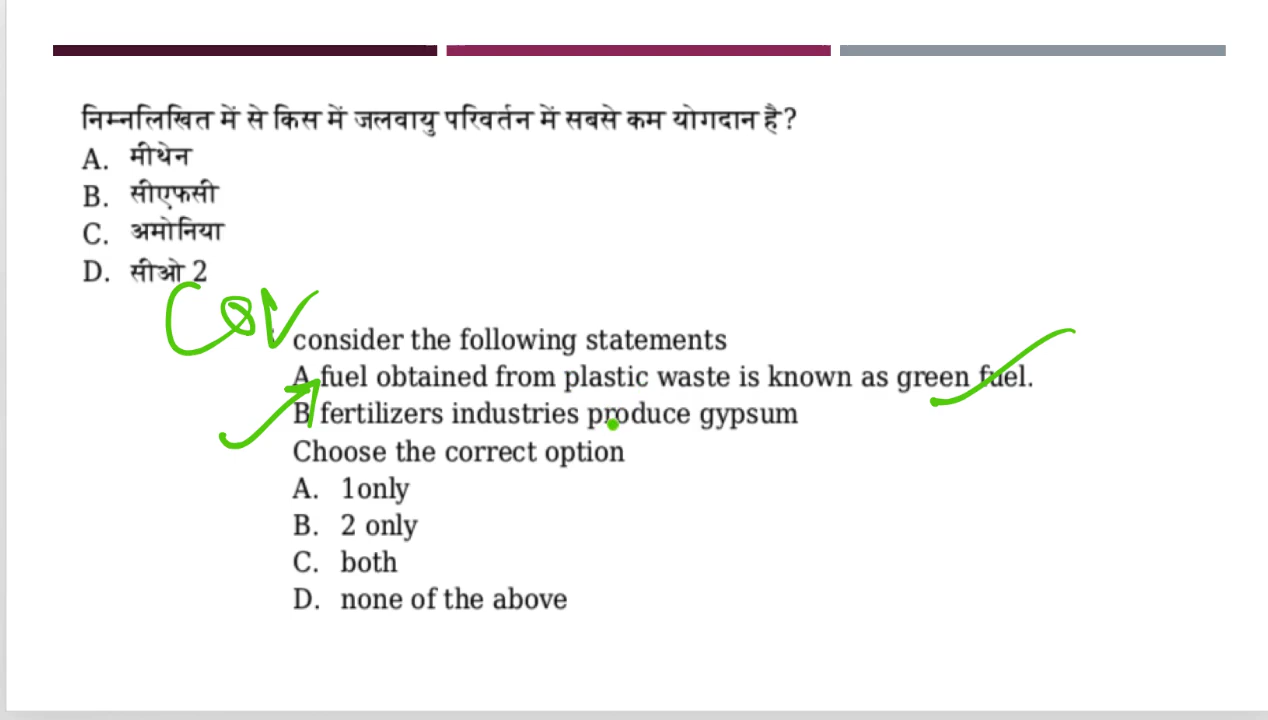 निम्नलिखित में से किस में जलवायु परिवर्तन में सबसे कम योगदान है?
A. मीथेन
B. सीएफसी
C. अमोनिया
D. सीओ 2
consider the following statements
A fuel obtained from plastic waste is known as green fuel.
B fertilizers industries produce gypsum
Choose the correct option
A. 1only
B. 2 only
C. both
D. none of the above